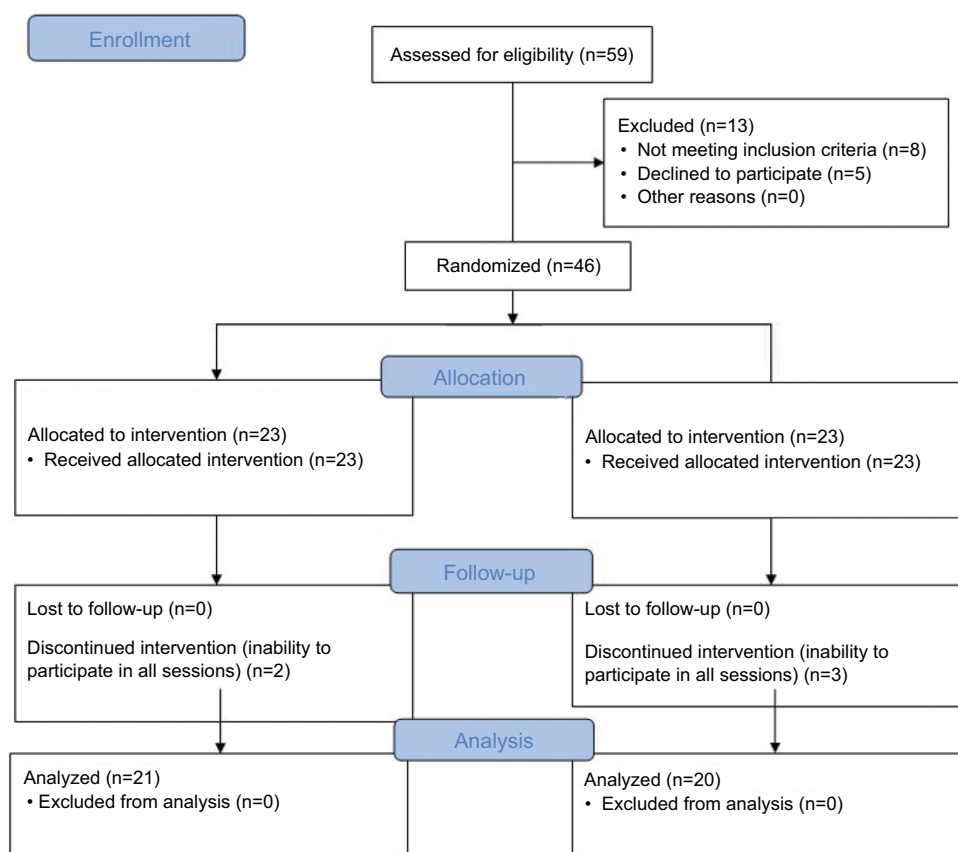 Enrollment
Assessed for eligibility (n=59)
Excluded (n=13)
• Not meeting inclusion criteria (n=8)
• Declined to participate (n=5)
• Other reasons (n=0)
Randomized (n=46)
Allocation
Allocated to intervention (n=23)
• Received allocated intervention (n=23)
Allocated to intervention (n=23)
• Received allocated intervention (n=23)
Follow-up
Lost to follow-up (n=0)
Discontinued intervention (inability to
participate in all sessions) (n=2)
Lost to follow-up (n=0)
Discontinued intervention (inability to
participate in all sessions) (n=3)
Analysis
Analyzed (n=21)
• Excluded from analysis (n=0)
Analyzed (n=20)
• Excluded from analysis (n=0)